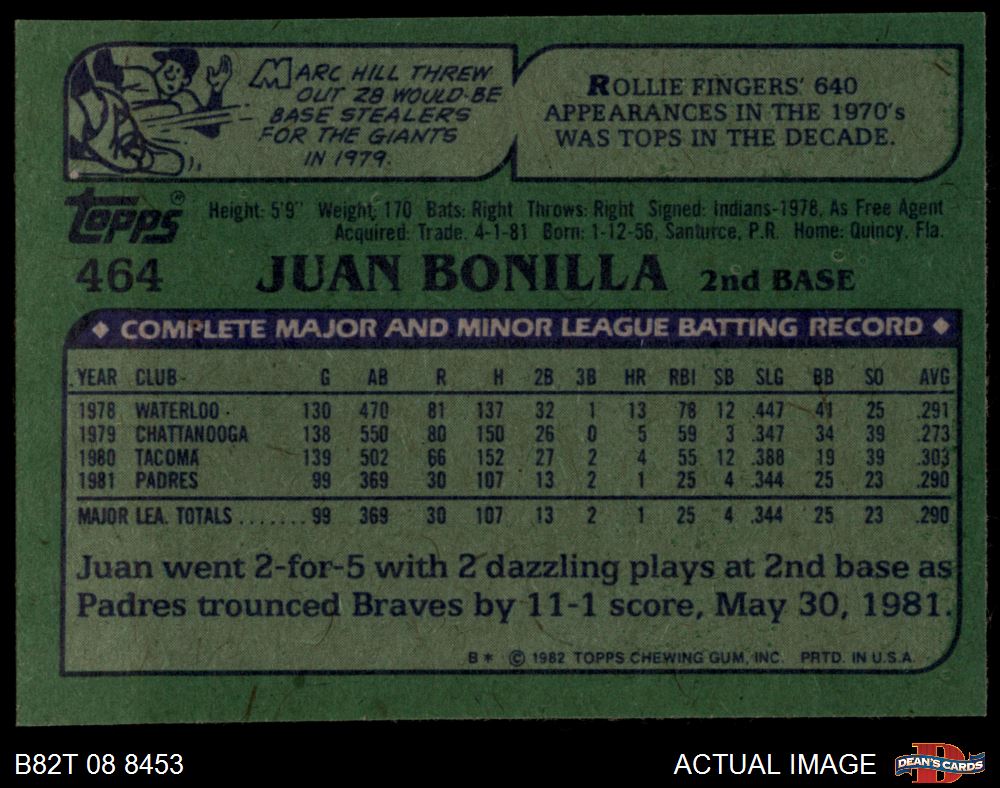 MARC HILL THREW
OUT 28 WOULD-BE
BASE STEALERS
FOR THE GIANTS
IN 1979.
ROLLIE FINGERS' 640
APPEARANCES IN THE 1970's
WAS TOPS IN THE DECADE.
topps®
Height: 5'9" Weight: 170 Bats: Right Throws: Right Signed: Indians-1978, As Free Agent
Acquired: Trade. 4-1-81 Born: 1-12-56, Santurce, P.R. Home: Quincy, Fla.
464 JUAN BONILLA 2nd BASE
◆ COMPLETE MAJOR AND MINOR LEAGUE BATTING RECORD ◆
YEAR CLUB G AB R H 2B 3B HR RBI SB SLG BB SO AVG
1978 WATERLOO 130 470 81 137 32 1 13 78 12 .447 41 25 .291
1979 CHATTANOOGA 138 550 80 150 26 0 5 59 3 .347 34 39 .273
1980 TACOMA 139 502 66 152 27 2 4 55 12 .388 19 39 .303
1981 PADRES 99 369 30 107 13 2 1 25 4 .344 25 23 .290
MAJOR LEA. TOTALS ....... 99 369 30 107 13 2 1 25 4 .344 25 23 .290
Juan went 2-for-5 with 2 dazzling plays at 2nd base as
Padres trounced Braves by 11-1 score, May 30, 1981.
B* © 1982 TOPPS CHEWING GUM, INC. PRTD. IN U.S.A.
B82T 08 8453
ACTUAL IMAGE
DEAN'S CARDS